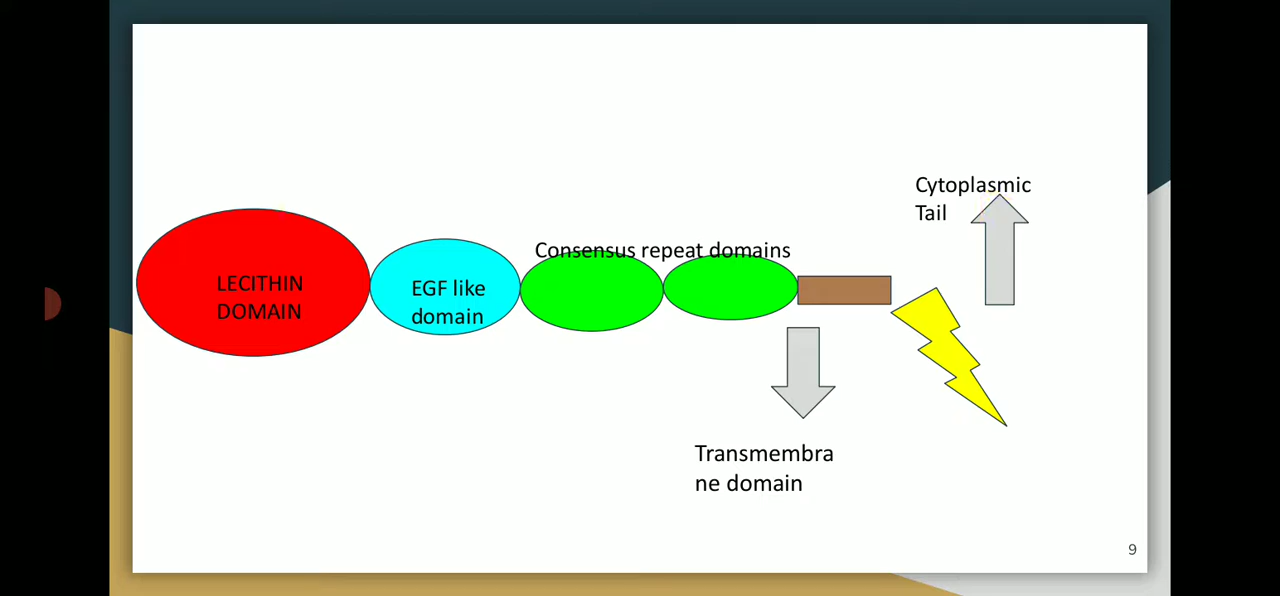 Cytoplasmic
Tail
Consensus repeat domains
LECITHIN
DOMAIN
EGF like
domain
Transmembra
ne domain
9